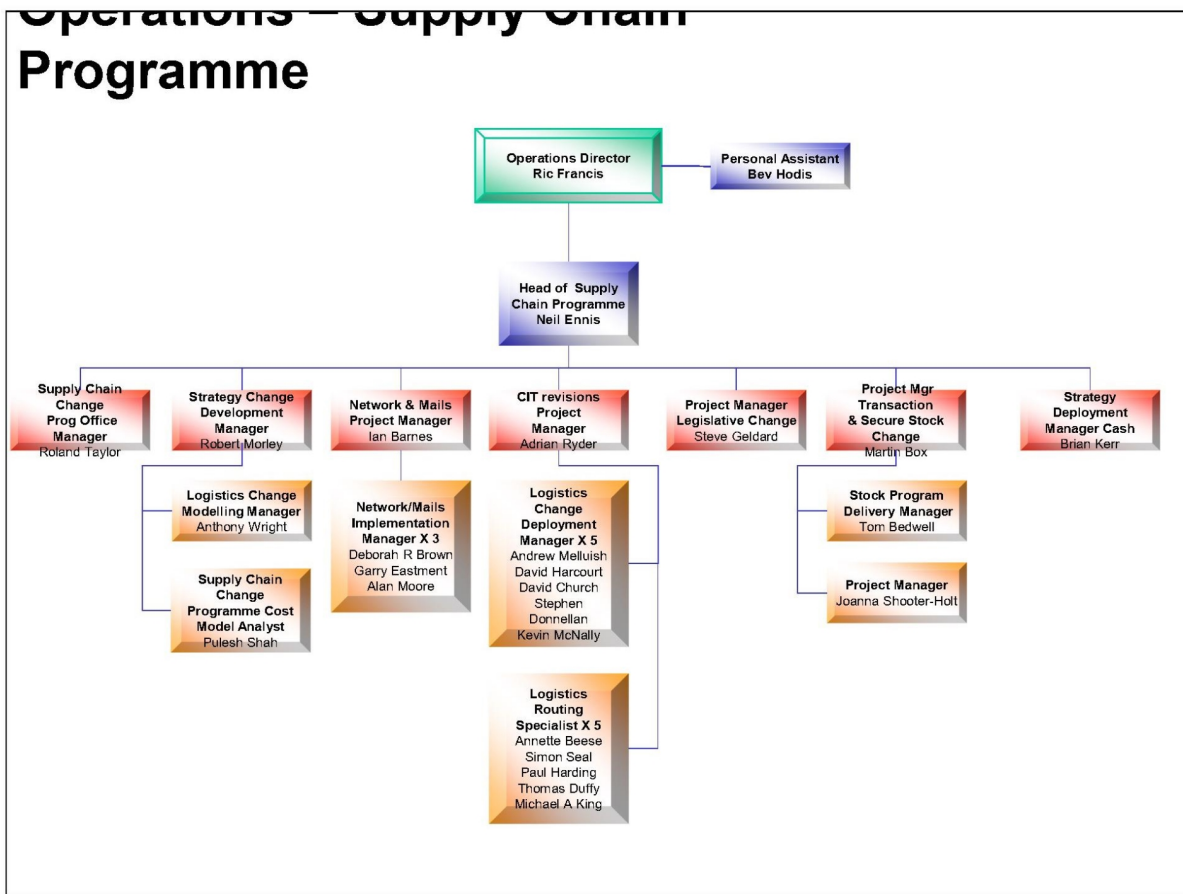 Operations – Supply Chain
Programme
Operations Director
Ric Francis
Personal Assistant
Bev Hodis
Head of Supply
Chain Programme
Neil Ennis
Supply Chain
Change
Prog Office
Manager
Roland Taylor
Strategy Change
Development
Manager
Robert Morley
Network & Mails
Project Manager
Ian Barnes
CIT revisions
Project
Manager
Adrian Ryder
Project Manager
Legislative Change
Steve Geldard
Project Mgr
Transaction
& Secure Stock
Change
Martin Box
Strategy
Deployment
Manager Cash
Brian Kerr
Logistics Change
Modelling Manager
Anthony Wright
Supply Chain
Change
Programme Cost
Model Analyst
Pulesh Shah
Network/Mails
Implementation
Manager X 3
Deborah R Brown
Garry Eastment
Alan Moore
Logistics
Change
Deployment
Manager X 5
Andrew Melluish
David Harcourt
David Church
Stephen
Donnellan
Kevin McNally
Logistics
Routing
Specialist X 5
Annette Beese
Simon Seal
Paul Harding
Thomas Duffy
Michael A King
Stock Program
Delivery Manager
Tom Bedwell
Project Manager
Joanna Shooter-Holt